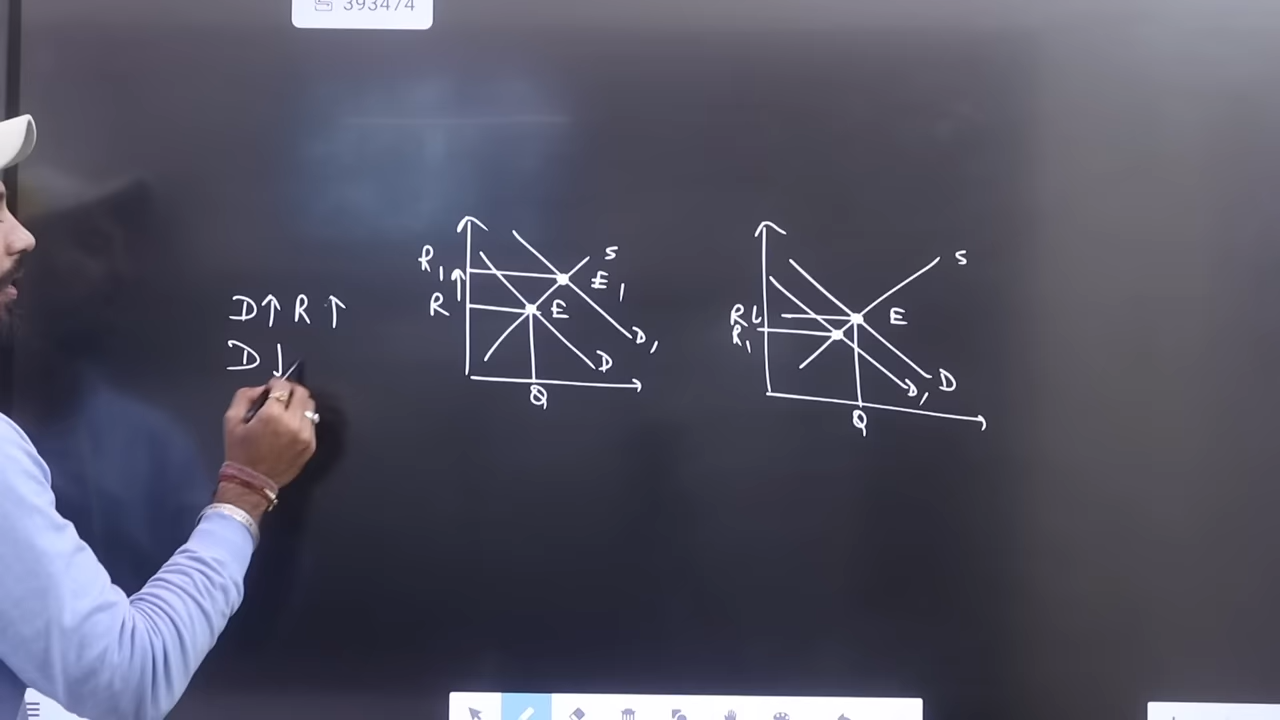 393474
D↑ R ↑
D ↓
R₁ ↑
R
S
E₁
E
D₁
D
Q
S
R ↓
R₁
E
D
D₁
Q